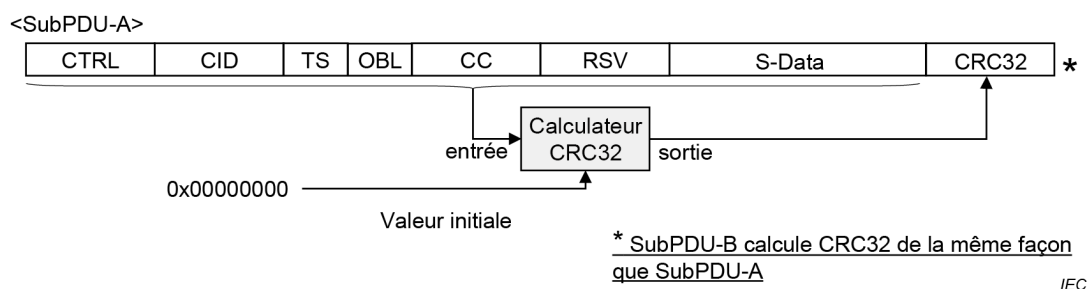 <SubPDU-A>
CTRL CID TS OBL CC RSV S-Data CRC32 *
Calculateur
CRC32
entrée sortie
0x00000000
Valeur initiale
* SubPDU-B calcule CRC32 de la même façon
que SubPDU-A
IEC